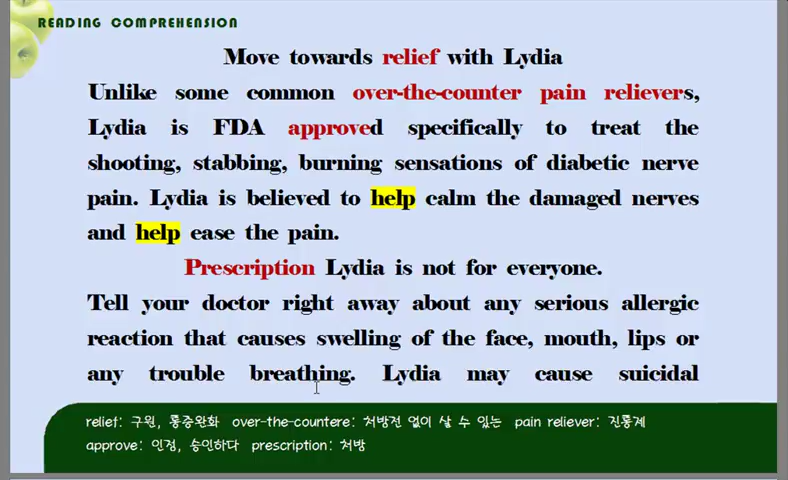 READING COMPREHENSION
Move towards relief with Lydia
Unlike some common over-the-counter pain relievers,
Lydia is FDA approved specifically to treat the
shooting, stabbing, burning sensations of diabetic nerve
pain. Lydia is believed to help calm the damaged nerves
and help ease the pain.
Prescription Lydia is not for everyone.
Tell your doctor right away about any serious allergic
reaction that causes swelling of the face, mouth, lips or
any trouble breathing. Lydia may cause suicidal
relief: 구원, 통증완화 over-the-countere: 처방전 없이 살 수 있는 pain reliever: 진통제
approve: 인정, 승인하다 prescription: 처방